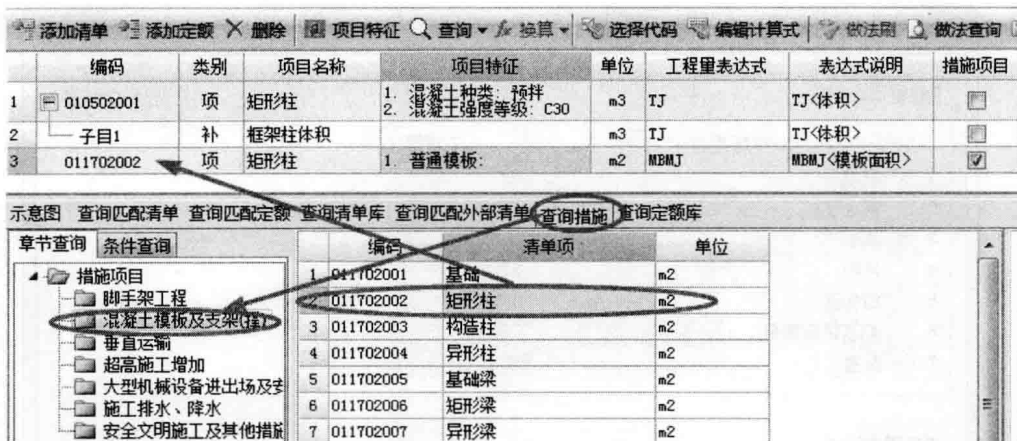 添加清单 添加定额 删除 项目特征 查询 换算 选择代码 编辑计算式 做法刷 做法查询
编码 类别 项目名称 项目特征 单位 工程量表达式 表达式说明 措施项目
1 010502001 项 矩形柱 1. 混凝土种类: 预拌 2. 混凝土强度等级: C30 m3 TJ TJ<体积>
2 子目1 补 框架柱体积 m3 TJ TJ<体积>
3 011702002 项 矩形柱 1. 普通模板: m2 MBMJ MBMJ<模板面积>
示意图 查询匹配清单 查询匹配定额 查询清单库 查询匹配外部清单 查询措施 查询定额库
章节查询 条件查询
措施项目
脚手架工程
混凝土模板及支架(撑)
垂直运输
超高施工增加
大型机械设备进出场及安
施工排水、降水
安全文明施工及其他措施
编码 清单项 单位
1 011702001 基础 m2
2 011702002 矩形柱 m2
3 011702003 构造柱 m2
4 011702004 异形柱 m2
5 011702005 基础梁 m2
6 011702006 矩形梁 m2
7 011702007 异形梁 m2